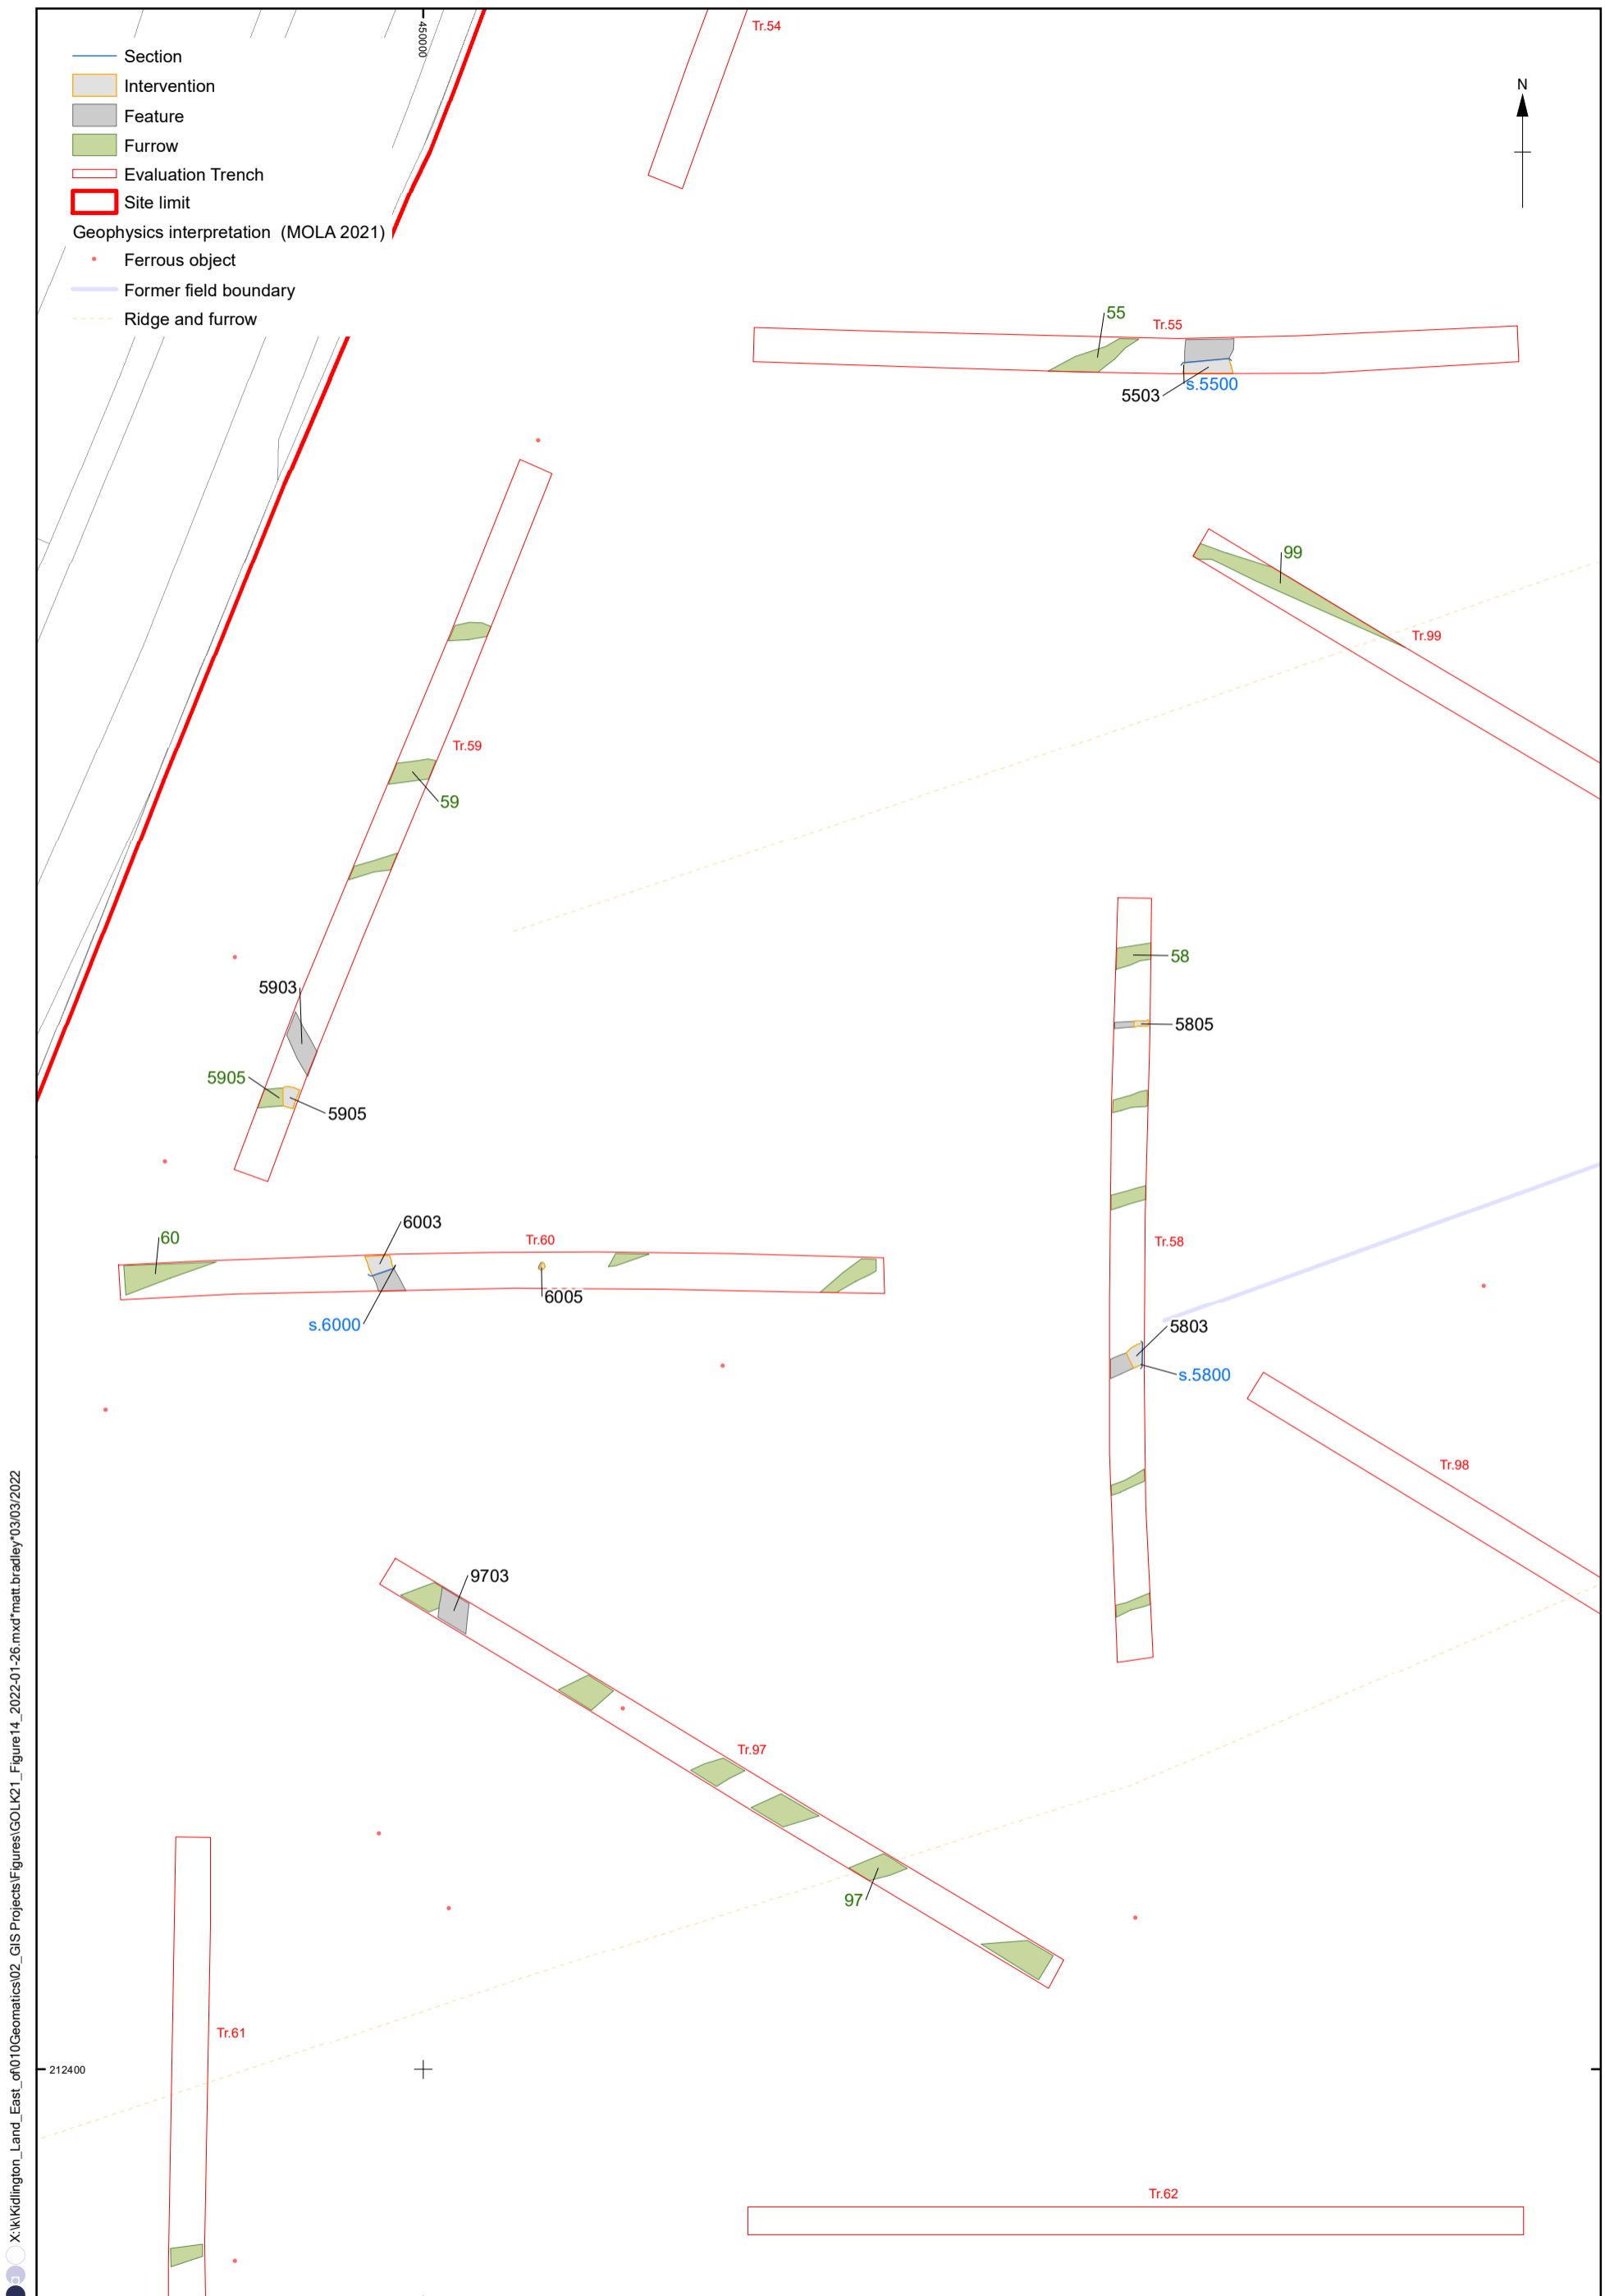 450000
Tr.54
Section
Intervention
Feature
Furrow
Evaluation Trench
Site limit
Geophysics interpretation (MOLA 2021)
Ferrous object
Former field boundary
Ridge and furrow
N
55
Tr.55
5503
s.5500
99
Tr.99
Tr.59
59
58
5903
5805
5905
5905
6003
60
Tr.60
Tr.58
6005
s.6000
5803
s.5800
Tr.98
9703
Tr.97
97
Tr.61
212400
Tr.62
X:\k\Kidlington_Land_East_of\010Geomatics\02_GIS Projects\Figures\GOLK21_Figure14_2022-01-26.mxd*matt.bradley*03/03/2022